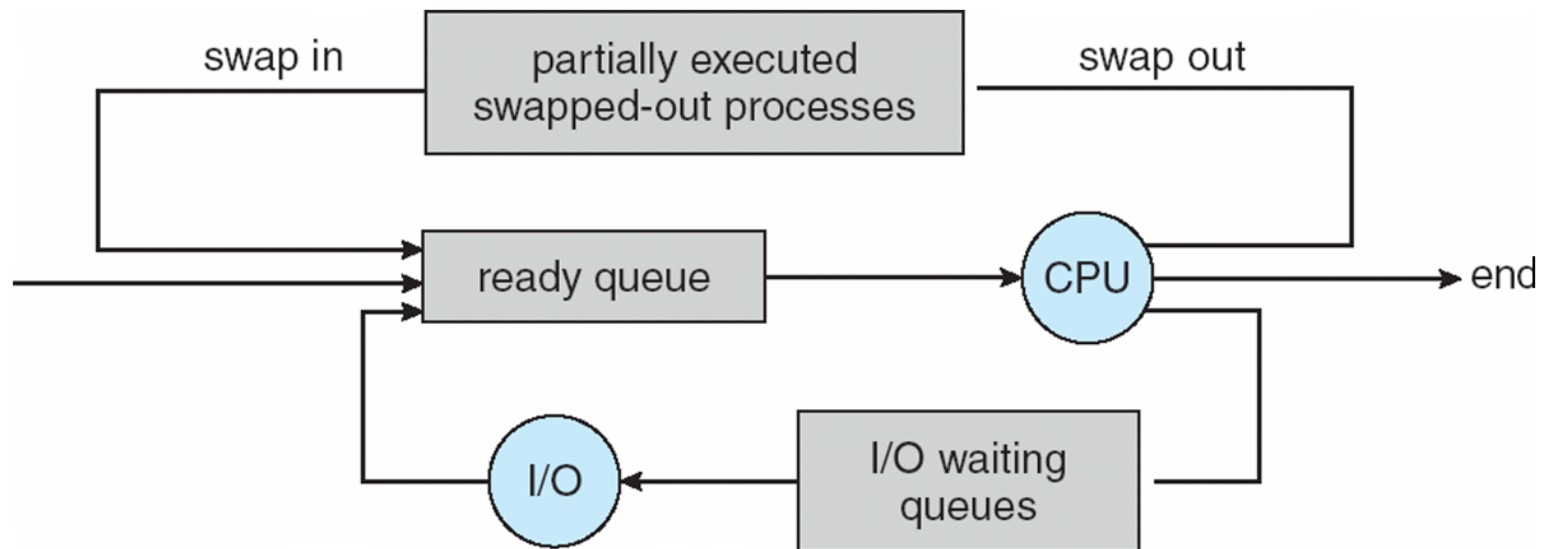 swap in
partially executed
swapped-out processes
swap out
ready queue
CPU
end
I/O
I/O waiting
queues